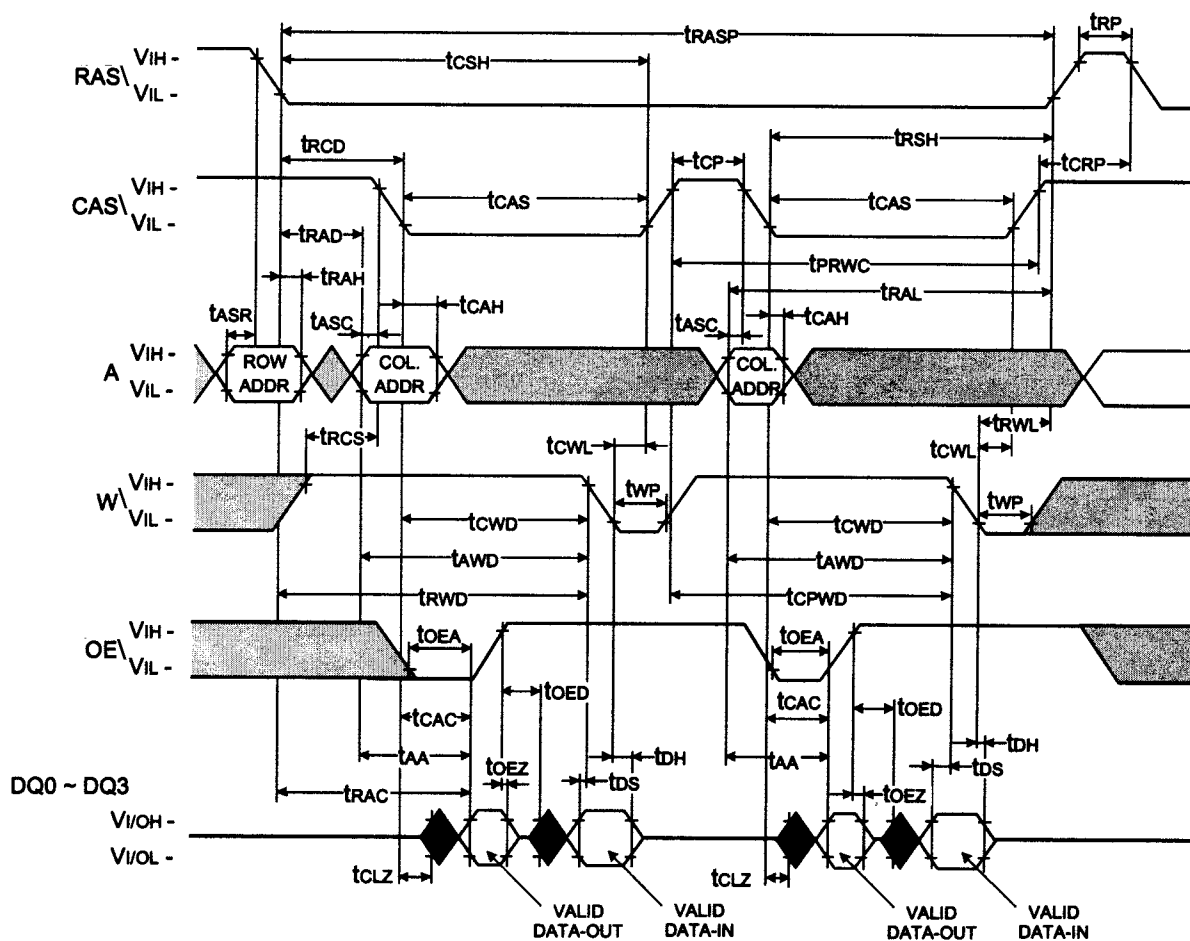 tRASP tRP
VIH -
RAS\
VIL -
tCSH
tRCD tRSH
tCP tCRP
VIH -
CAS\
VIL -
tCAS tCAS
tRAD
tPRWC
tRAH
tCAH tRAL
tASR tASC tASC tCAH
VIH -
A
VIL -
ROW
ADDR
COL.
ADDR
COL.
ADDR
tRCS tCWL tRWL
tCWL
VIH -
W\
VIL -
tWP tWP
tCWD tCWD
tAWD tAWD
tRWD tCPWD
VIH -
OE\
VIL -
tOEA tOEA
tCAC tOED tCAC tOED
tAA tDH tAA tDH
tOEZ tDS tOEZ tDS
DQ0 ~ DQ3
tRAC
VI/OH -
VI/OL -
tCLZ tCLZ
VALID
DATA-OUT
VALID
DATA-IN
VALID
DATA-OUT
VALID
DATA-IN